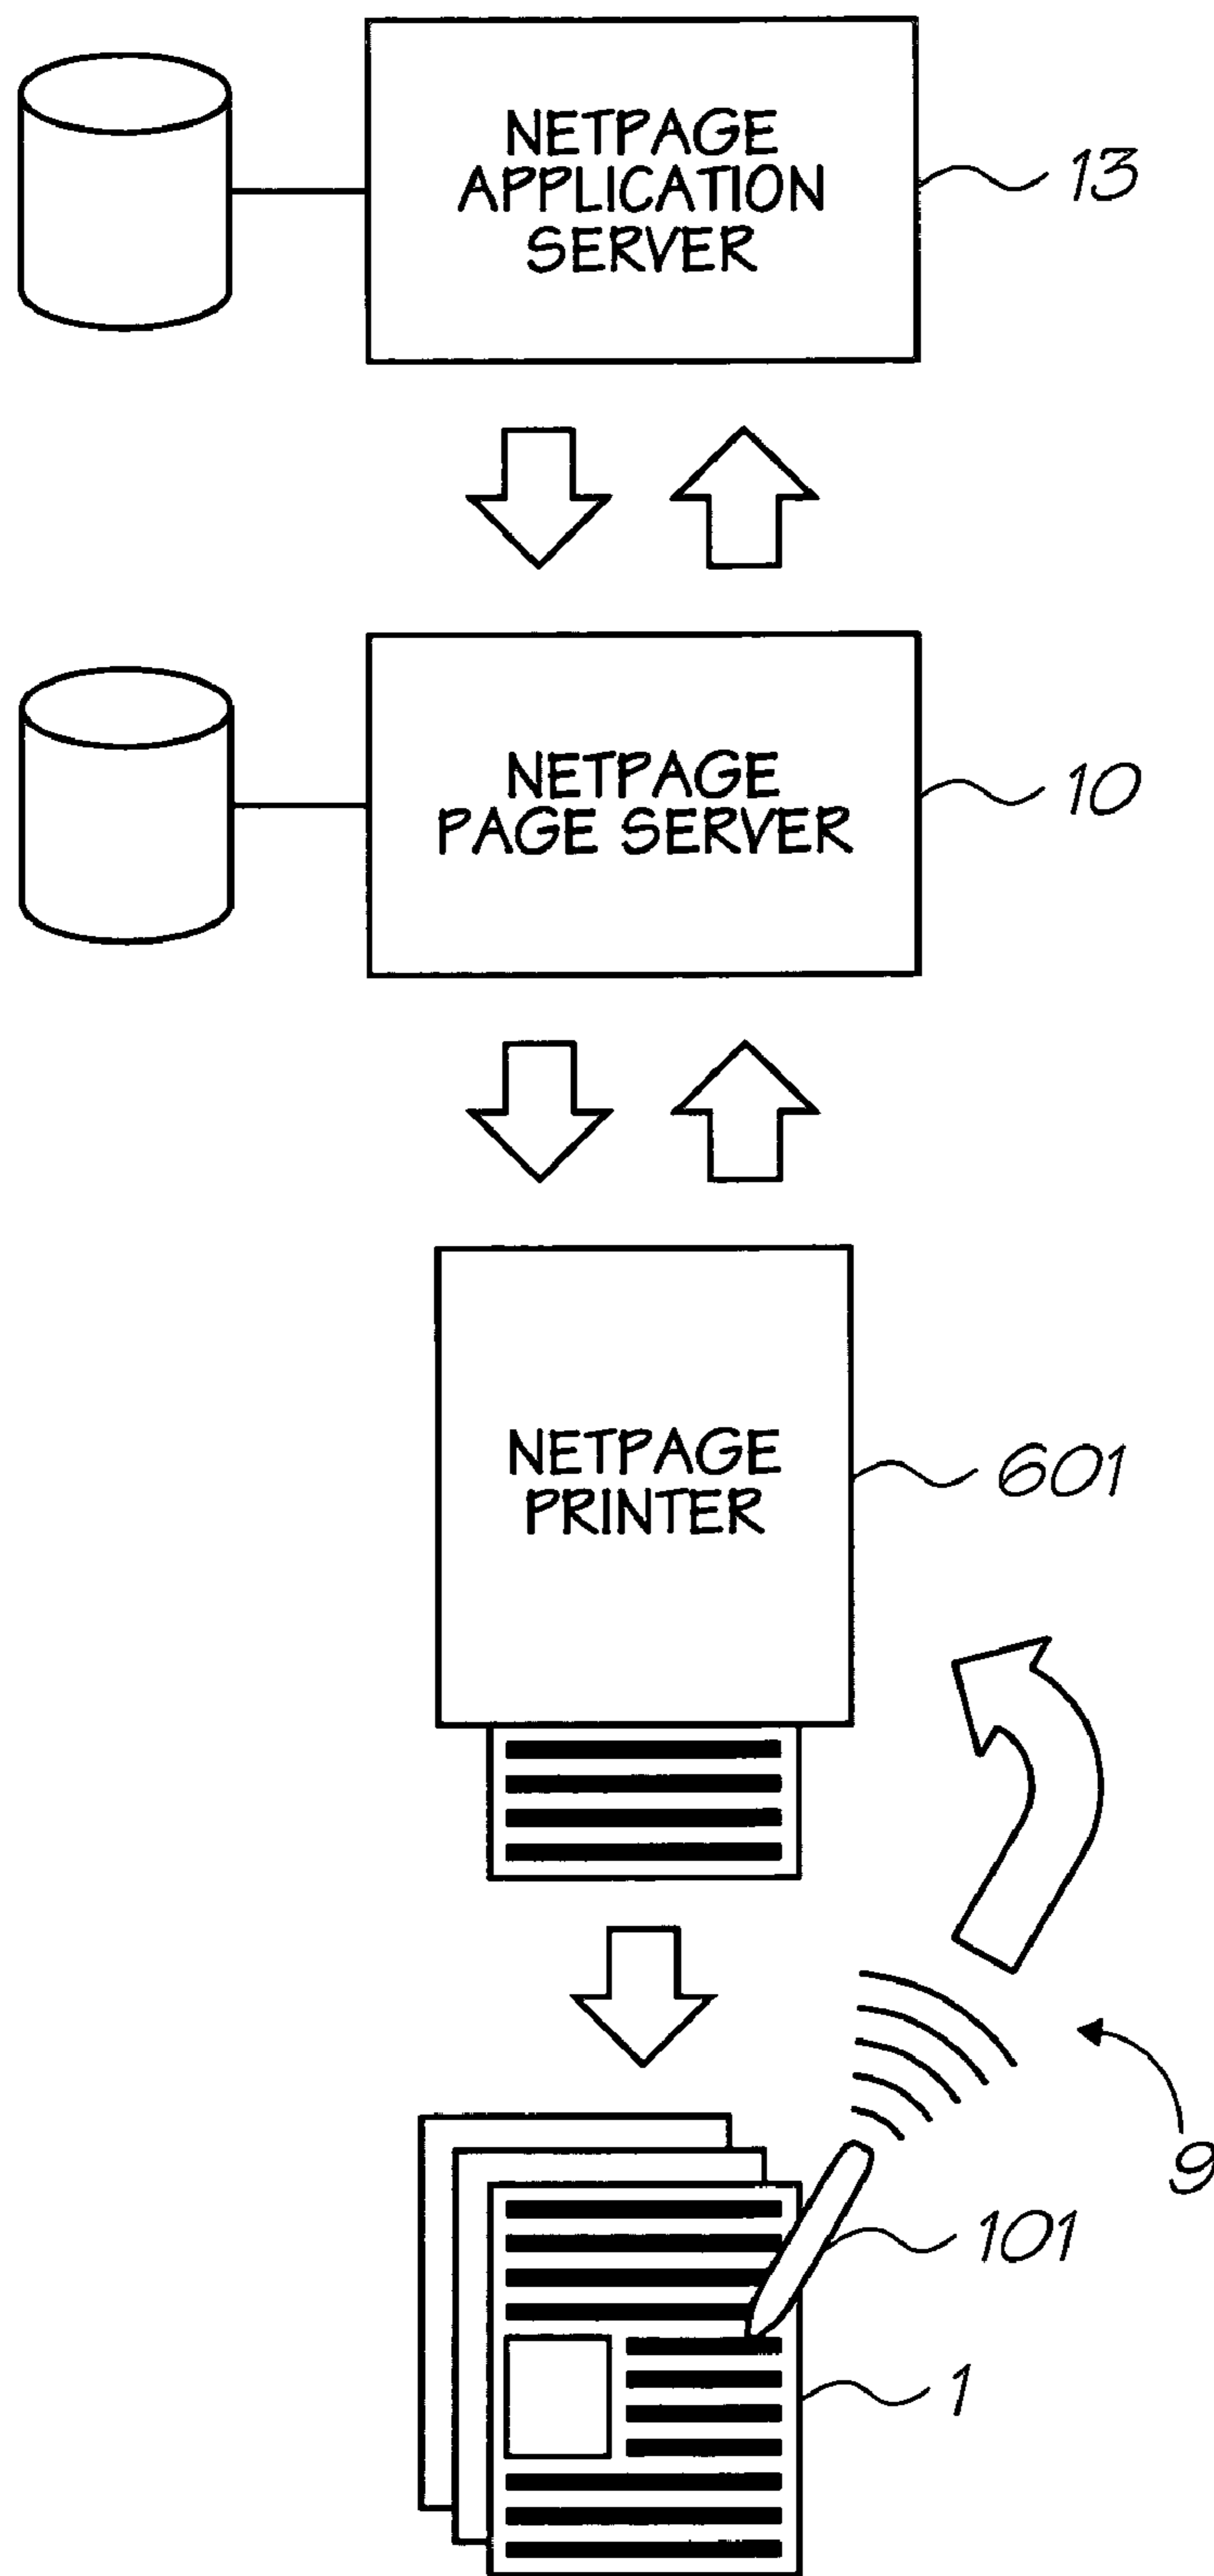 NETPAGE
APPLICATION
SERVER
13
NETPAGE
PAGE SERVER
10
NETPAGE
PRINTER
601
9
101
1